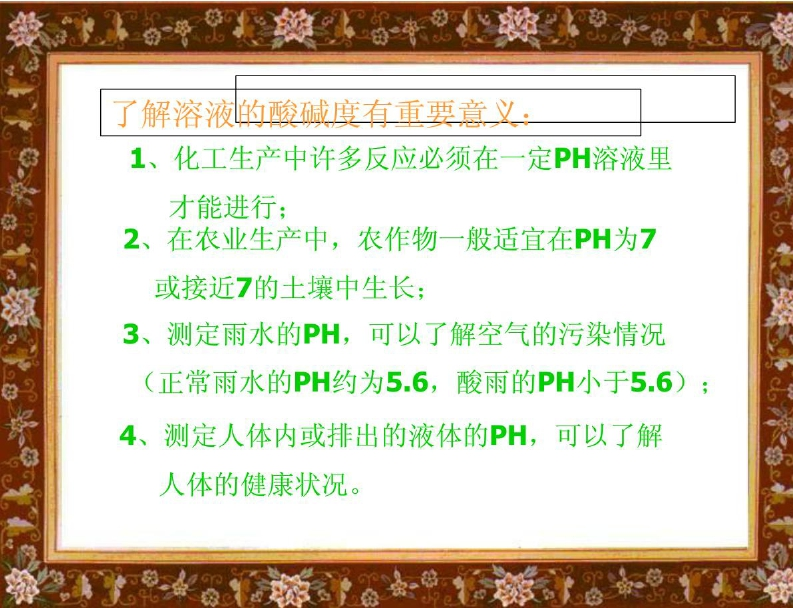 了解溶液的酸碱度有重要意义：
1、化工生产中许多反应必须在一定PH溶液里
才能进行；
2、在农业生产中，农作物一般适宜在PH为7
或接近7的土壤中生长；
3、测定雨水的PH，可以了解空气的污染情况
（正常雨水的PH约为5.6，酸雨的PH小于5.6）；
4、测定人体内或排出的液体的PH，可以了解
人体的健康状况。